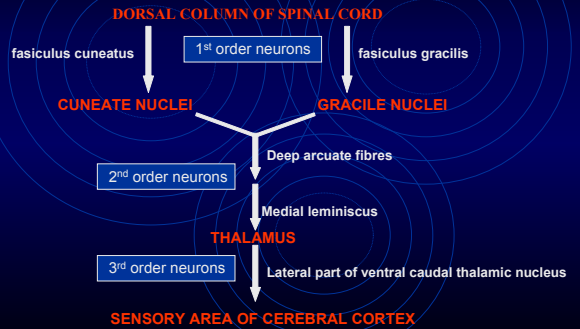 DORSAL COLUMN OF SPINAL CORD
fasiculus cuneatus
1st order neurons
fasiculus gracilis
CUNEATE NUCLEI
GRACILE NUCLEI
Deep arcuate fibres
2nd order neurons
Medial leminiscus
THALAMUS
3rd order neurons
Lateral part of ventral caudal thalamic nucleus
SENSORY AREA OF CEREBRAL CORTEX